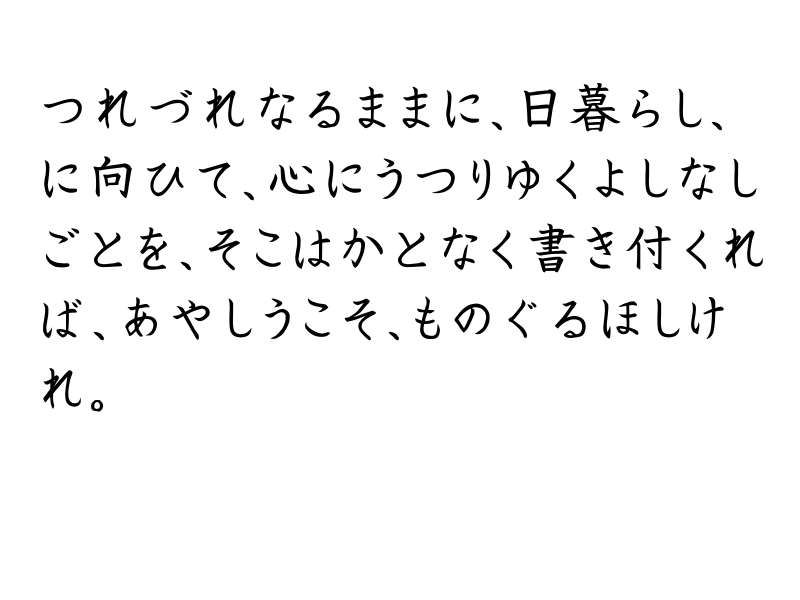 つれづれなるままに、日暮らし、
に向ひて、心にうつりゆくよしなし
ごとを、そこはかとなく書き付くれ
ば、あやしうこそ、ものぐるほしけ
れ。